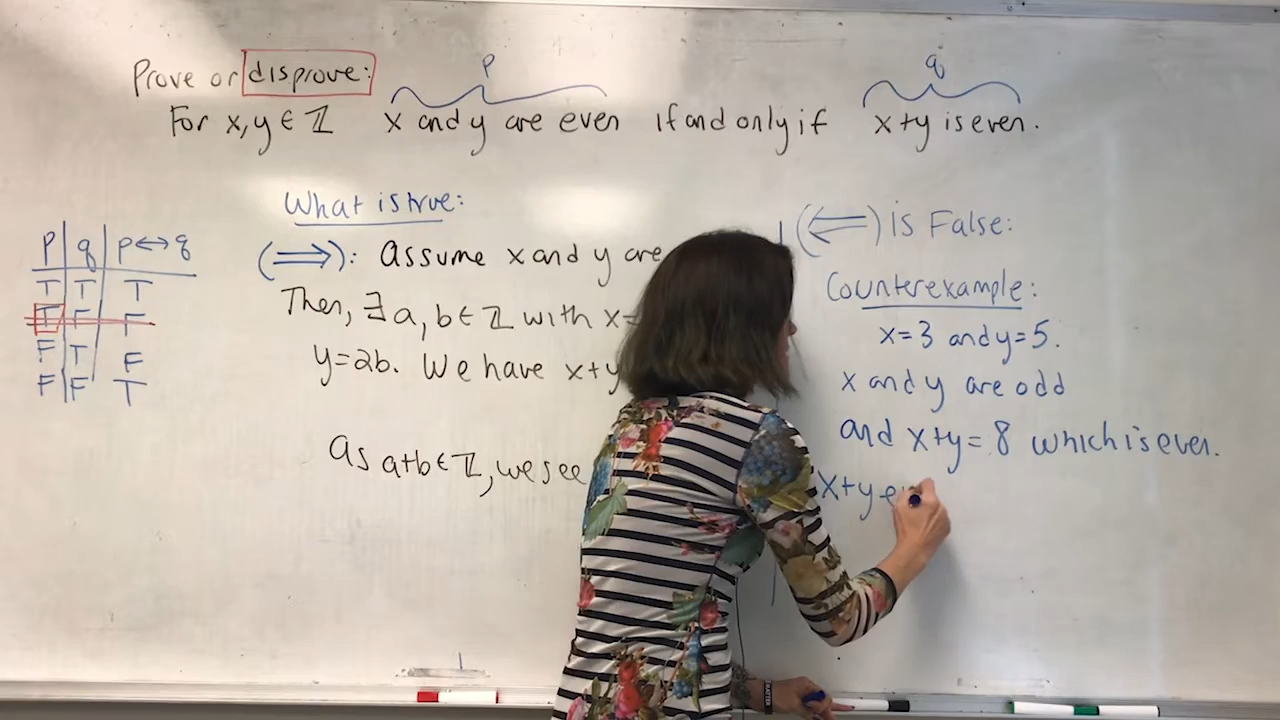 Prove or disprove:
p
q
For x, y ∈ ℤ x and y are even if and only if x+y is even.
p q p↔q
T T T
T F F
F T F
F F T
What is true:
(⟹): Assume x and y are
Then, ∃ a, b ∈ ℤ with x=
y=2b. We have x+y
As a+b ∈ ℤ, we see
(⟸) is False:
Counterexample:
x=3 and y=5.
x and y are odd
and x+y= 8 which is even.
x+y